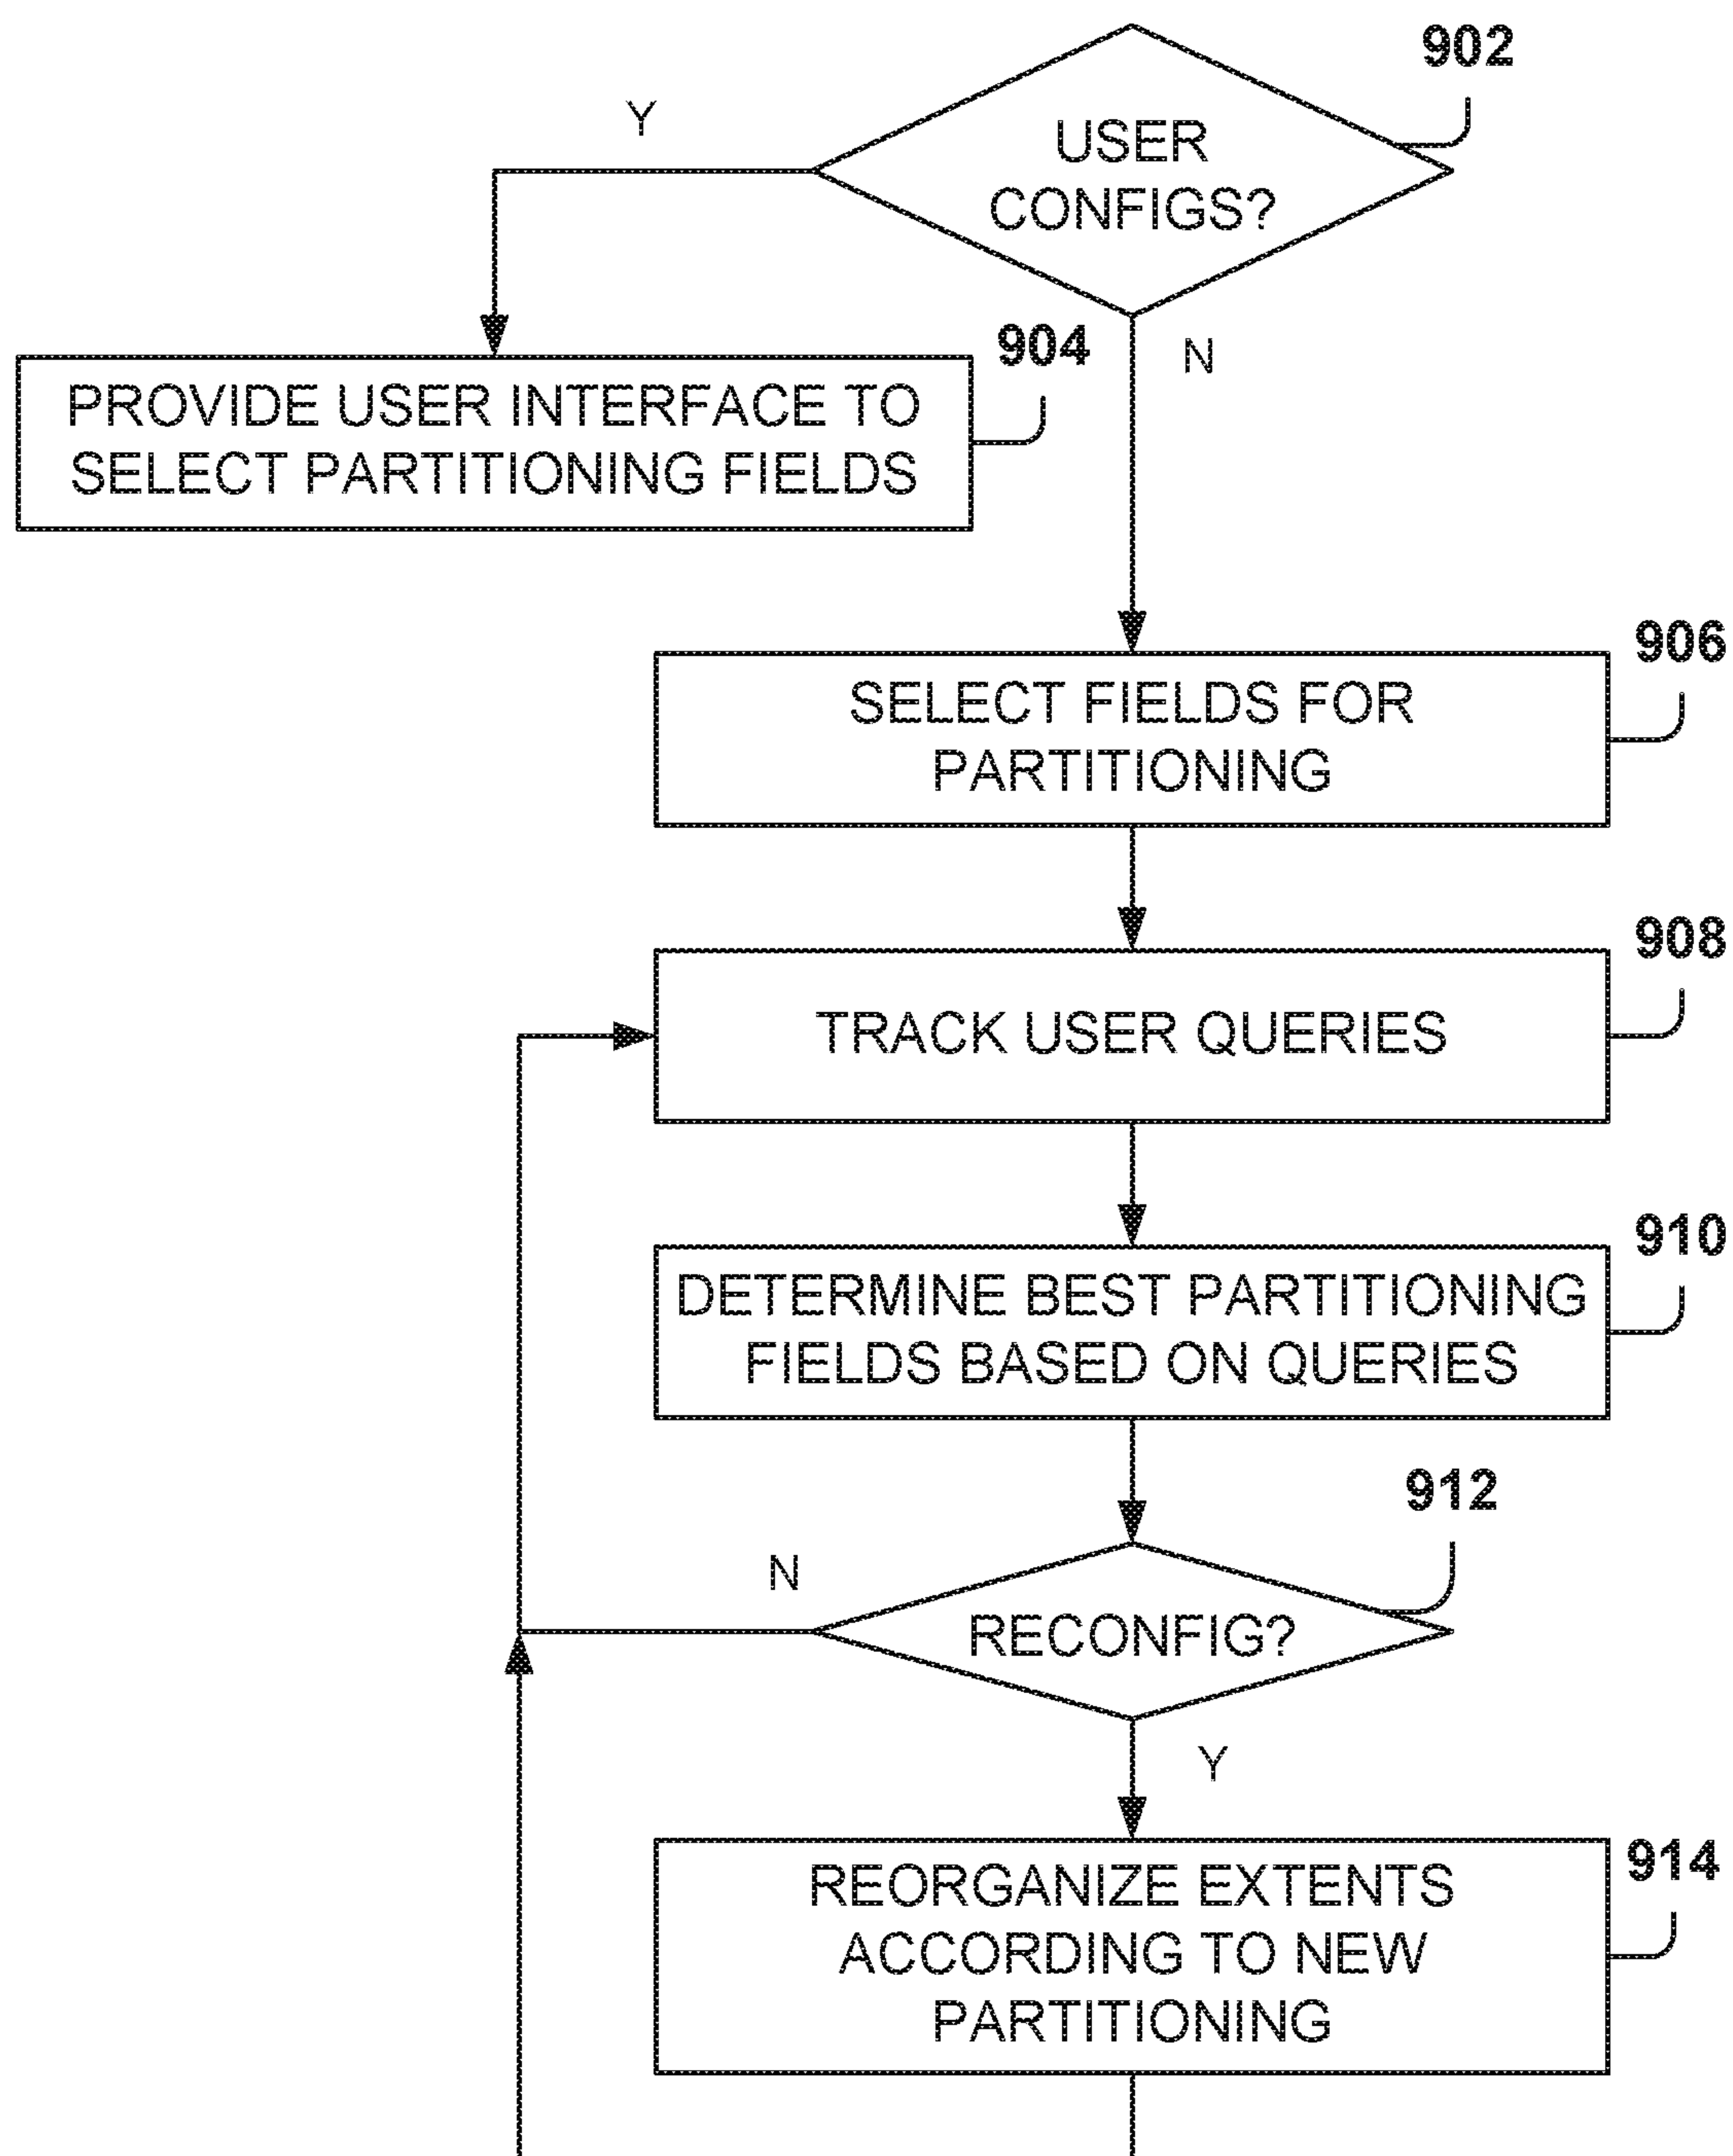 902
Y
USER
CONFIGS?
904
N
PROVIDE USER INTERFACE TO
SELECT PARTITIONING FIELDS
906
SELECT FIELDS FOR
PARTITIONING
908
TRACK USER QUERIES
910
DETERMINE BEST PARTITIONING
FIELDS BASED ON QUERIES
912
N
RECONFIG?
Y
914
REORGANIZE EXTENTS
ACCORDING TO NEW
PARTITIONING